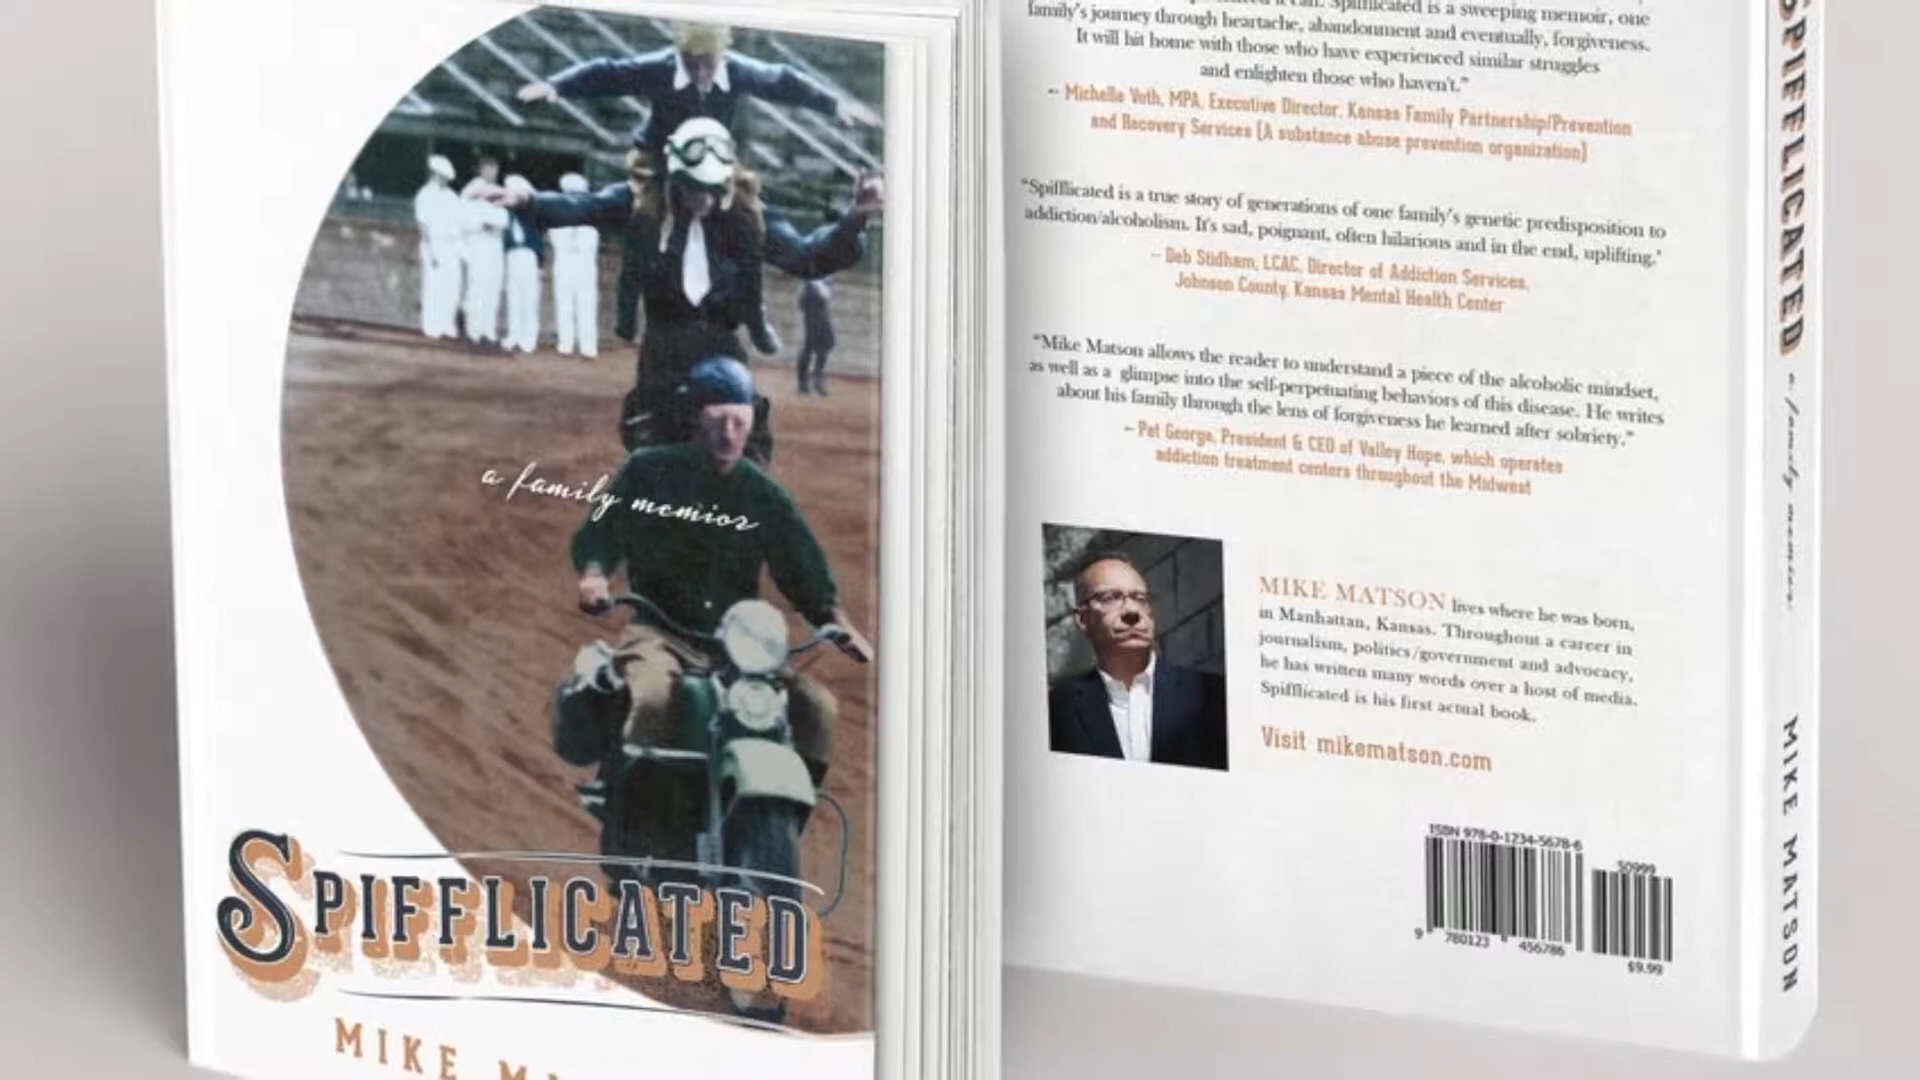 a family memior
SPIFFLICATED
MIKE
Spifflicated is a sweeping memoir, one
family's journey through heartache, abandonment and eventually, forgiveness.
It will hit home with those who have experienced similar struggles
and enlighten those who haven't."
-- Michelle Voth, MPA, Executive Director, Kansas Family Partnership/Prevention
and Recovery Services (A substance abuse prevention organization)
"Spifflicated is a true story of generations of one family's genetic predisposition to
addiction/alcoholism. It's sad, poignant, often hilarious and in the end, uplifting."
-- Deb Stidham, LCAC, Director of Addiction Services,
Johnson County, Kansas Mental Health Center
"Mike Matson allows the reader to understand a piece of the alcoholic mindset,
as well as a glimpse into the self-perpetuating behaviors of this disease. He writes
about his family through the lens of forgiveness he learned after sobriety."
-- Pat George, President & CEO of Valley Hope, which operates
addiction treatment centers throughout the Midwest
MIKE MATSON lives where he was born,
in Manhattan, Kansas. Throughout a career in
journalism, politics/government and advocacy,
he has written many words over a host of media.
Spifflicated is his first actual book.
Visit mikematson.com
ISBN 978-0-1234-5678-6
50999
9 780123 456786
$9.99
SPIFFLICATED a family memior
MIKE MATSON